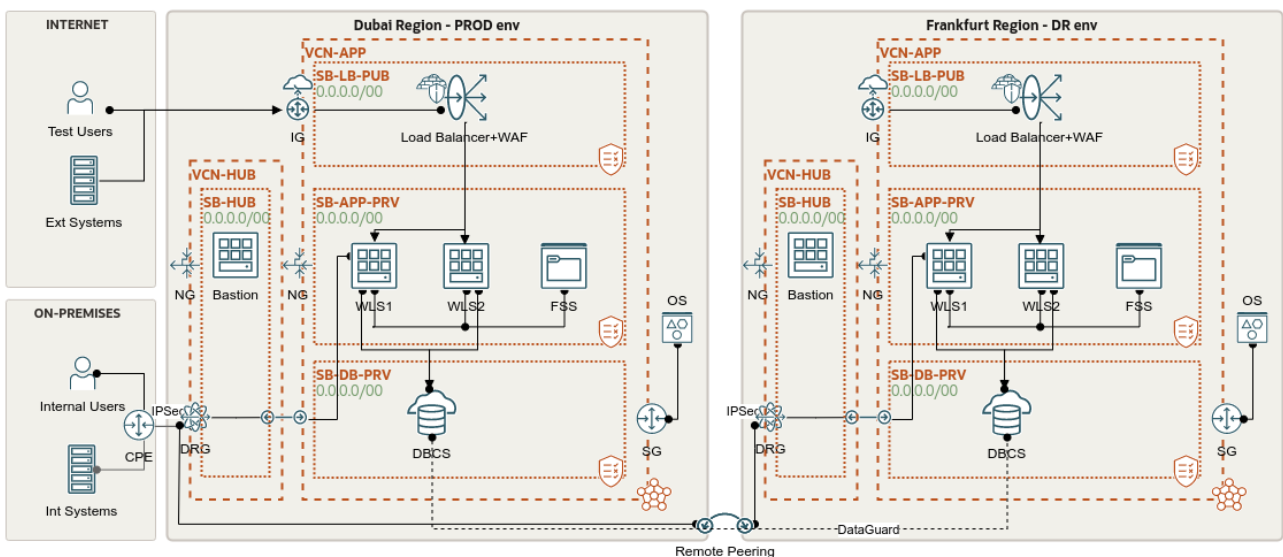 INTERNET
Test Users
Ext Systems
ON-PREMISES
Internal Users
Int Systems
CPE
IPSec
Dubai Region - PROD env
VCN-APP
SB-LB-PUB
0.0.0.0/00
IG
Load Balancer+WAF
VCN-HUB
SB-HUB
0.0.0.0/00
NG
Bastion
NG
SB-APP-PRV
0.0.0.0/00
WLS1
WLS2
FSS
OS
SB-DB-PRV
0.0.0.0/00
DRG
DBCS
SG
Frankfurt Region - DR env
VCN-APP
SB-LB-PUB
0.0.0.0/00
IG
Load Balancer+WAF
VCN-HUB
SB-HUB
0.0.0.0/00
NG
Bastion
NG
SB-APP-PRV
0.0.0.0/00
WLS1
WLS2
FSS
OS
SB-DB-PRV
0.0.0.0/00
IPSec
DRG
DBCS
SG
DataGuard
Remote Peering